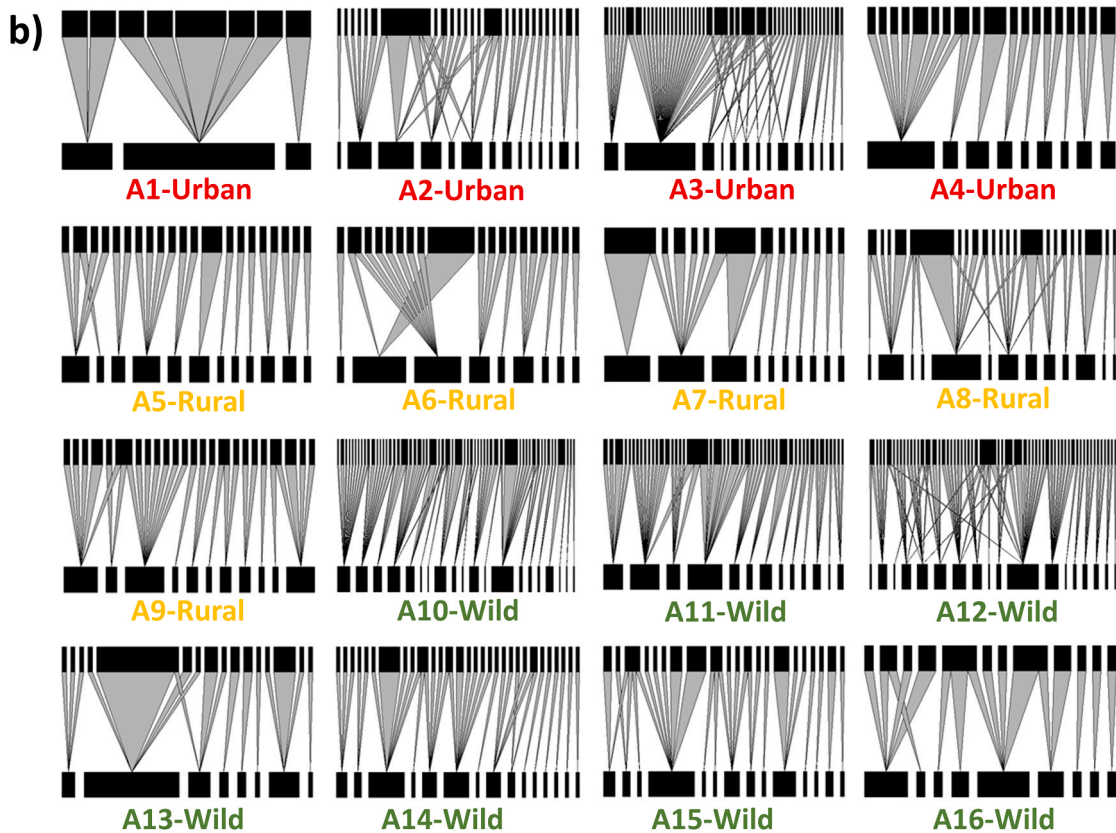 b)
A1-Urban
A2-Urban
A3-Urban
A4-Urban
A5-Rural
A6-Rural
A7-Rural
A8-Rural
A9-Rural
A10-Wild
A11-Wild
A12-Wild
A13-Wild
A14-Wild
A15-Wild
A16-Wild